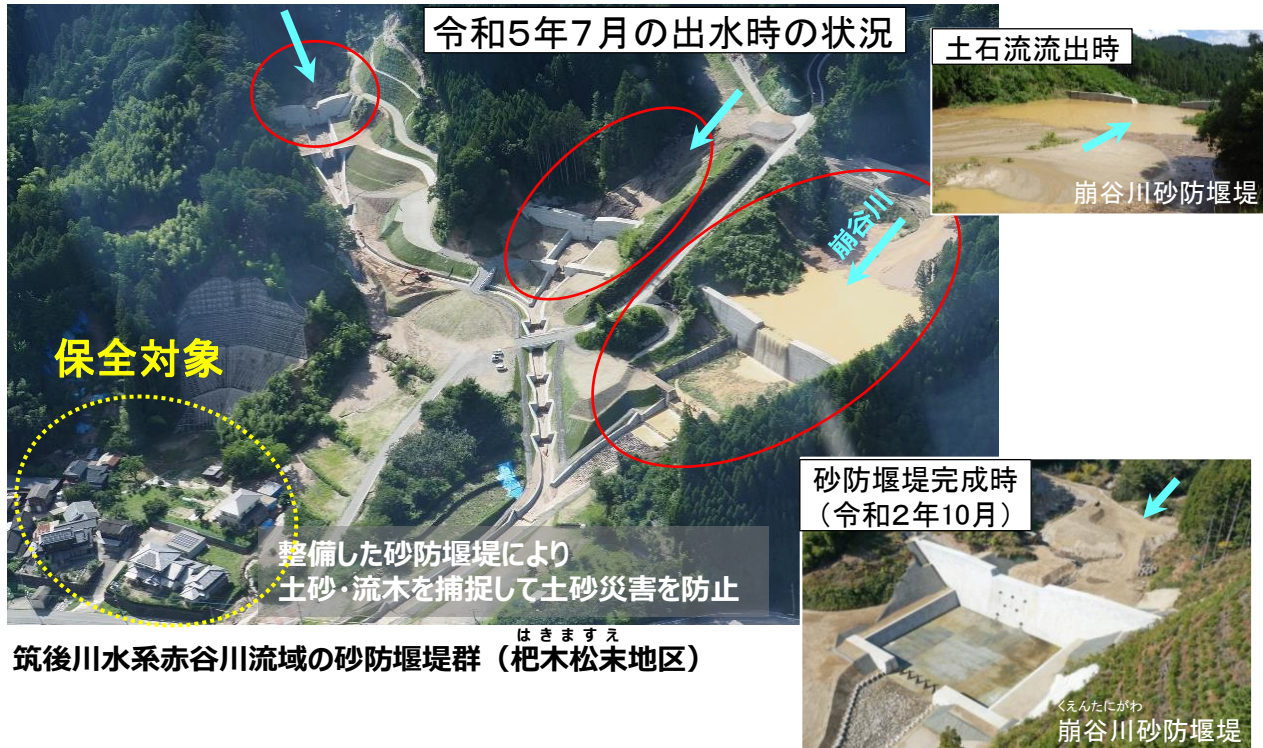 令和5年7月の出水時の状況
土石流流出時
崩谷川砂防堰堤
崩谷川
保全対象
整備した砂防堰堤により
土砂・流木を捕捉して土砂災害を防止
砂防堰堤完成時
（令和2年10月）
くえんたにがわ
崩谷川砂防堰堤
はきますえ
筑後川水系赤谷川流域の砂防堰堤群（杷木松末地区）